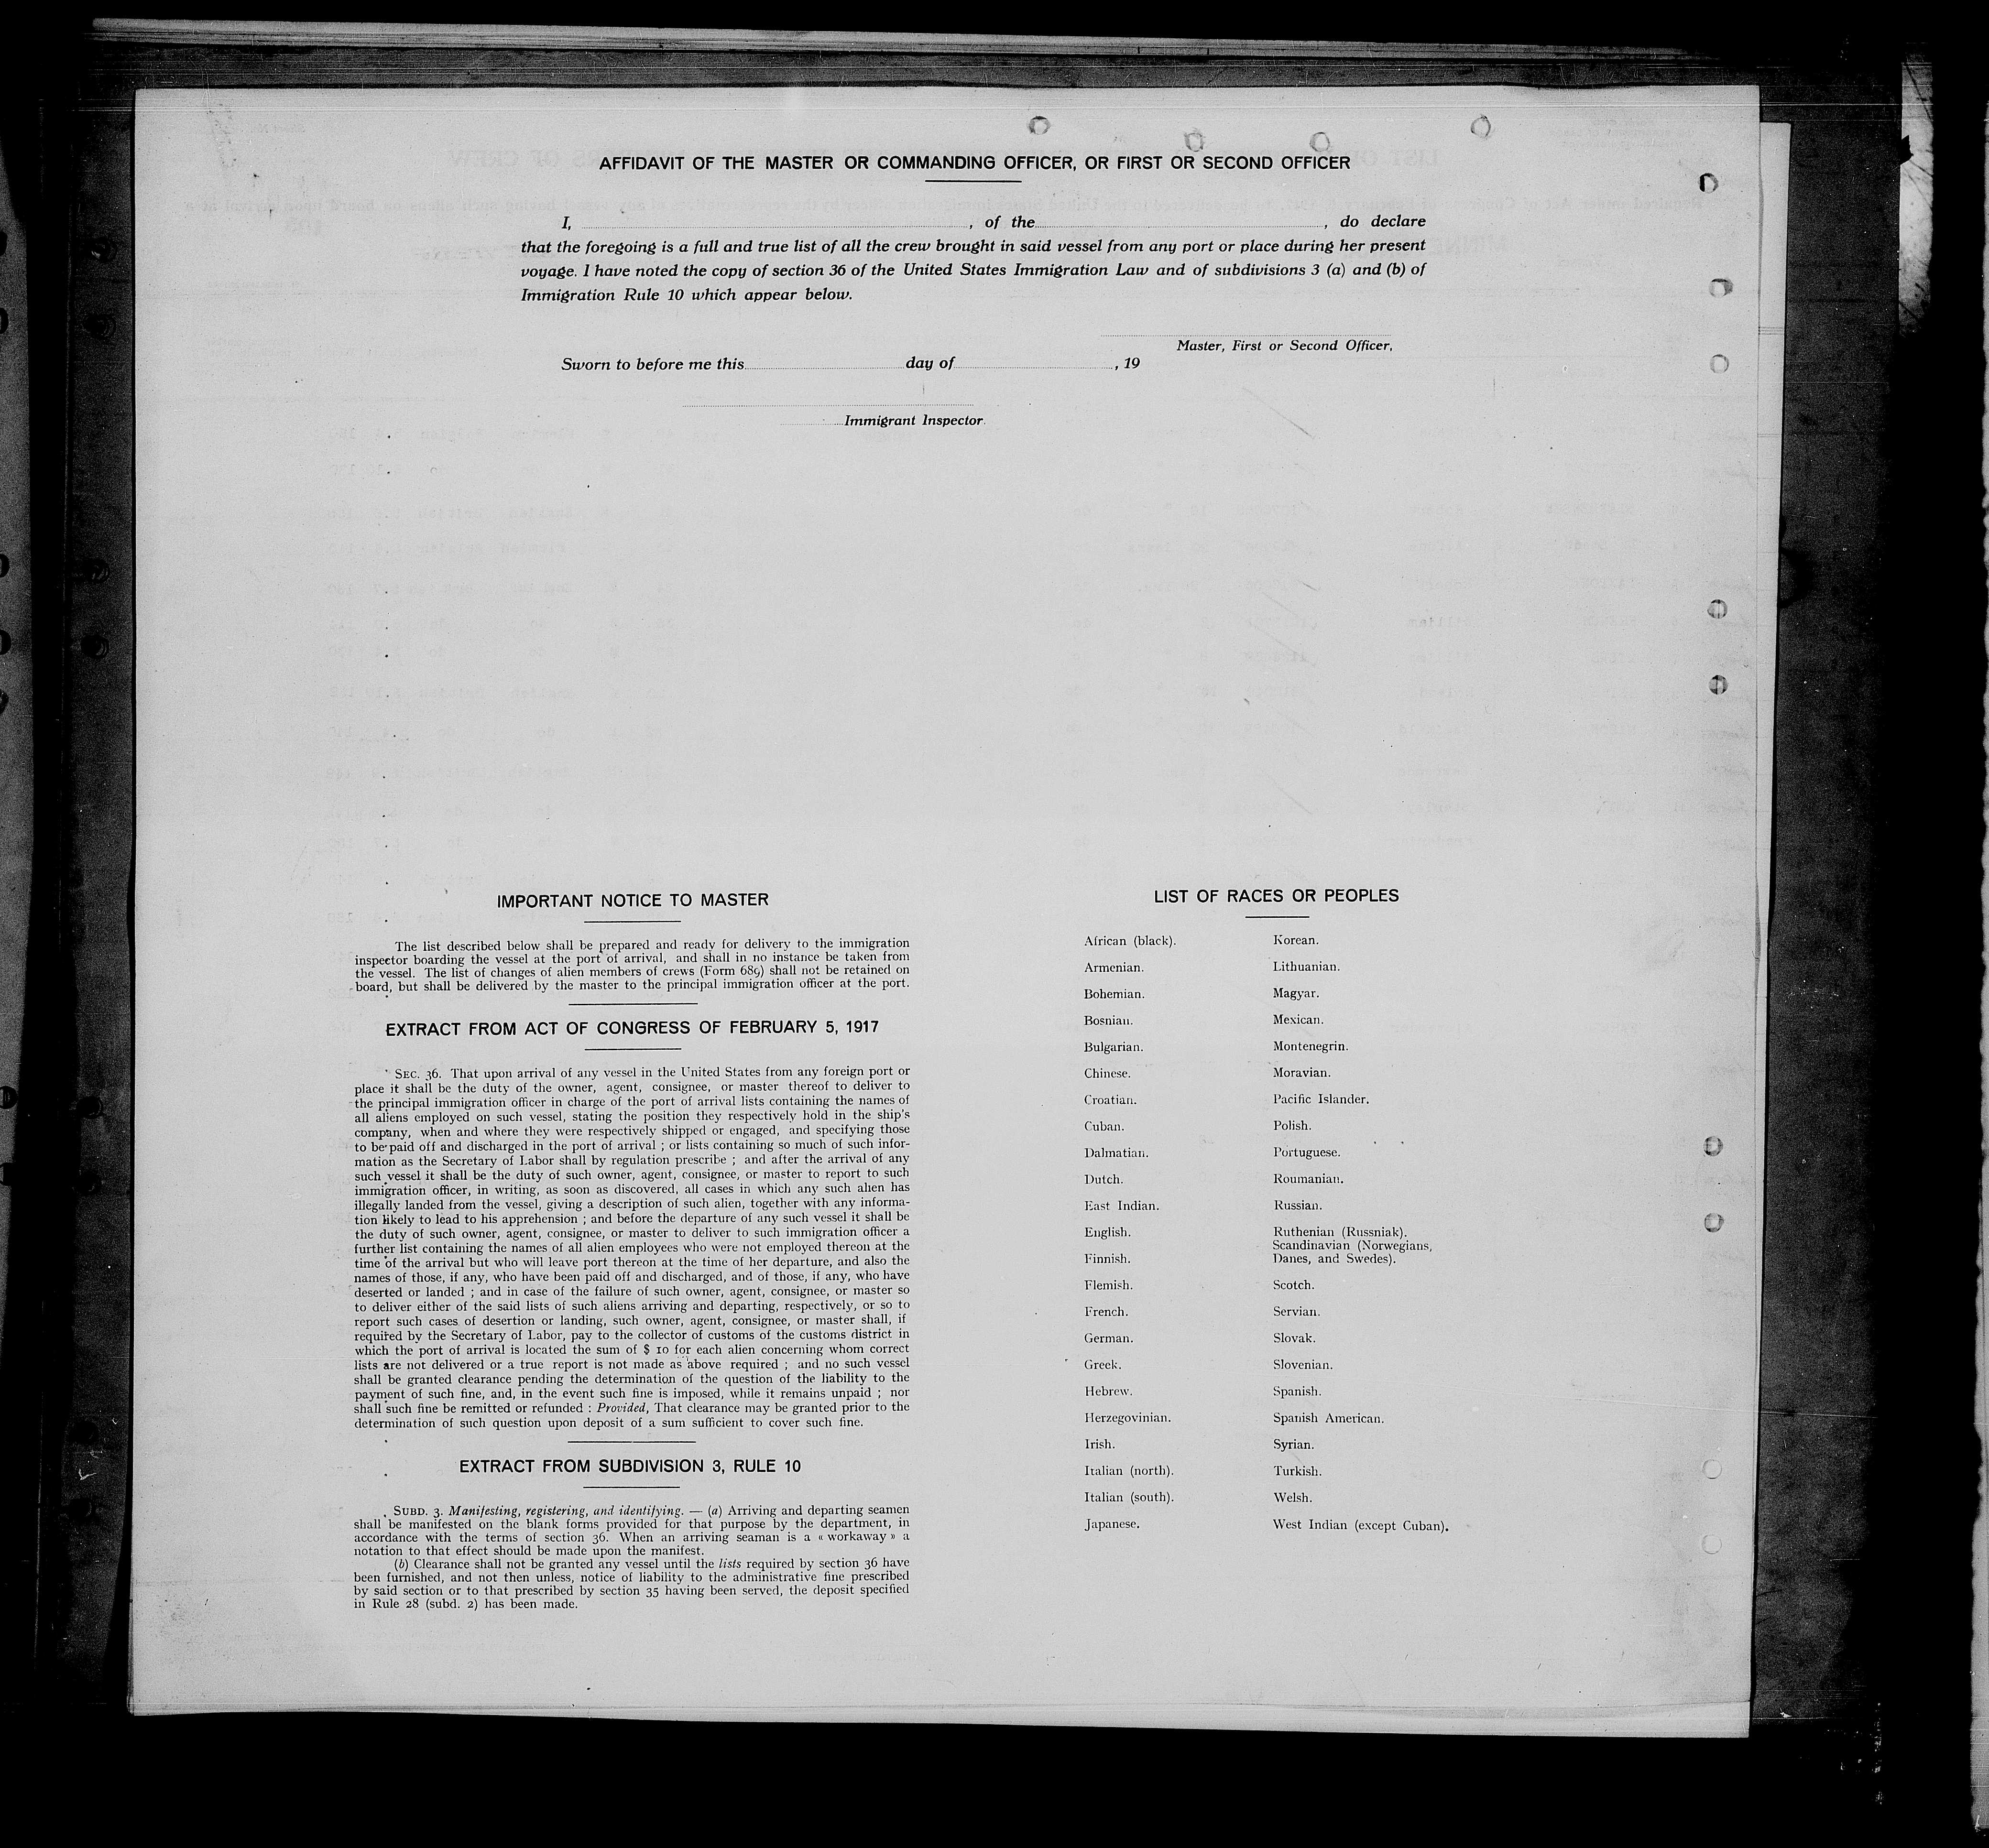 AFFIDAVIT OF THE MASTER OR COMMANDING OFFICER, OR FIRST OR SECOND OFFICER
I, , of the , do declare
that the foregoing is a full and true list of all the crew brought in said vessel from any port or place during her present
voyage. I have noted the copy of section 36 of the United States Immigration Law and of subdivisions 3 (a) and (b) of
Immigration Rule 10 which appear below.
Master, First or Second Officer,
Sworn to before me this day of , 19
Immigrant Inspector.
IMPORTANT NOTICE TO MASTER
The list described below shall be prepared and ready for delivery to the immigration
inspector boarding the vessel at the port of arrival, and shall in no instance be taken from
the vessel. The list of changes of alien members of crews (Form 689) shall not be retained on
board, but shall be delivered by the master to the principal immigration officer at the port.
EXTRACT FROM ACT OF CONGRESS OF FEBRUARY 5, 1917
SEC. 36. That upon arrival of any vessel in the United States from any foreign port or
place it shall be the duty of the owner, agent, consignee, or master thereof to deliver to
the principal immigration officer in charge of the port of arrival lists containing the names of
all aliens employed on such vessel, stating the position they respectively hold in the ship's
company, when and where they were respectively shipped or engaged, and specifying those
to be paid off and discharged in the port of arrival ; or lists containing so much of such infor-
mation as the Secretary of Labor shall by regulation prescribe ; and after the arrival of any
such vessel it shall be the duty of such owner, agent, consignee, or master to report to such
immigration officer, in writing, as soon as discovered, all cases in which any such alien has
illegally landed from the vessel, giving a description of such alien, together with any informa-
tion likely to lead to his apprehension ; and before the departure of any such vessel it shall be
the duty of such owner, agent, consignee, or master to deliver to such immigration officer a
further list containing the names of all alien employees who were not employed thereon at the
time of the arrival but who will leave port thereon at the time of her departure, and also the
names of those, if any, who have been paid off and discharged, and of those, if any, who have
deserted or landed ; and in case of the failure of such owner, agent, consignee, or master so
to deliver either of the said lists of such aliens arriving and departing, respectively, or so to
report such cases of desertion or landing, such owner, agent, consignee, or master shall, if
required by the Secretary of Labor, pay to the collector of customs of the customs district in
which the port of arrival is located the sum of $ 10 for each alien concerning whom correct
lists are not delivered or a true report is not made as above required ; and no such vessel
shall be granted clearance pending the determination of the question of the liability to the
payment of such fine, and, in the event such fine is imposed, while it remains unpaid ; nor
shall such fine be remitted or refunded : Provided, That clearance may be granted prior to the
determination of such question upon deposit of a sum sufficient to cover such fine.
EXTRACT FROM SUBDIVISION 3, RULE 10
SUBD. 3. Manifesting, registering, and identifying. — (a) Arriving and departing seamen
shall be manifested on the blank forms provided for that purpose by the department, in
accordance with the terms of section 36. When an arriving seaman is a « workaway » a
notation to that effect should be made upon the manifest.
(b) Clearance shall not be granted any vessel until the lists required by section 36 have
been furnished, and not then unless, notice of liability to the administrative fine prescribed
by said section or to that prescribed by section 35 having been served, the deposit specified
in Rule 28 (subd. 2) has been made.
LIST OF RACES OR PEOPLES
African (black).
Armenian.
Bohemian.
Bosnian.
Bulgarian.
Chinese.
Croatian.
Cuban.
Dalmatian.
Dutch.
East Indian.
English.
Finnish.
Flemish.
French.
German.
Greek.
Hebrew.
Herzegovinian.
Irish.
Italian (north).
Italian (south).
Japanese.
Korean.
Lithuanian.
Magyar.
Mexican.
Montenegrin.
Moravian.
Pacific Islander.
Polish.
Portuguese.
Roumanian.
Russian.
Ruthenian (Russniak).
Scandinavian (Norwegians,
Danes, and Swedes).
Scotch.
Servian.
Slovak.
Slovenian.
Spanish.
Spanish American.
Syrian.
Turkish.
Welsh.
West Indian (except Cuban).